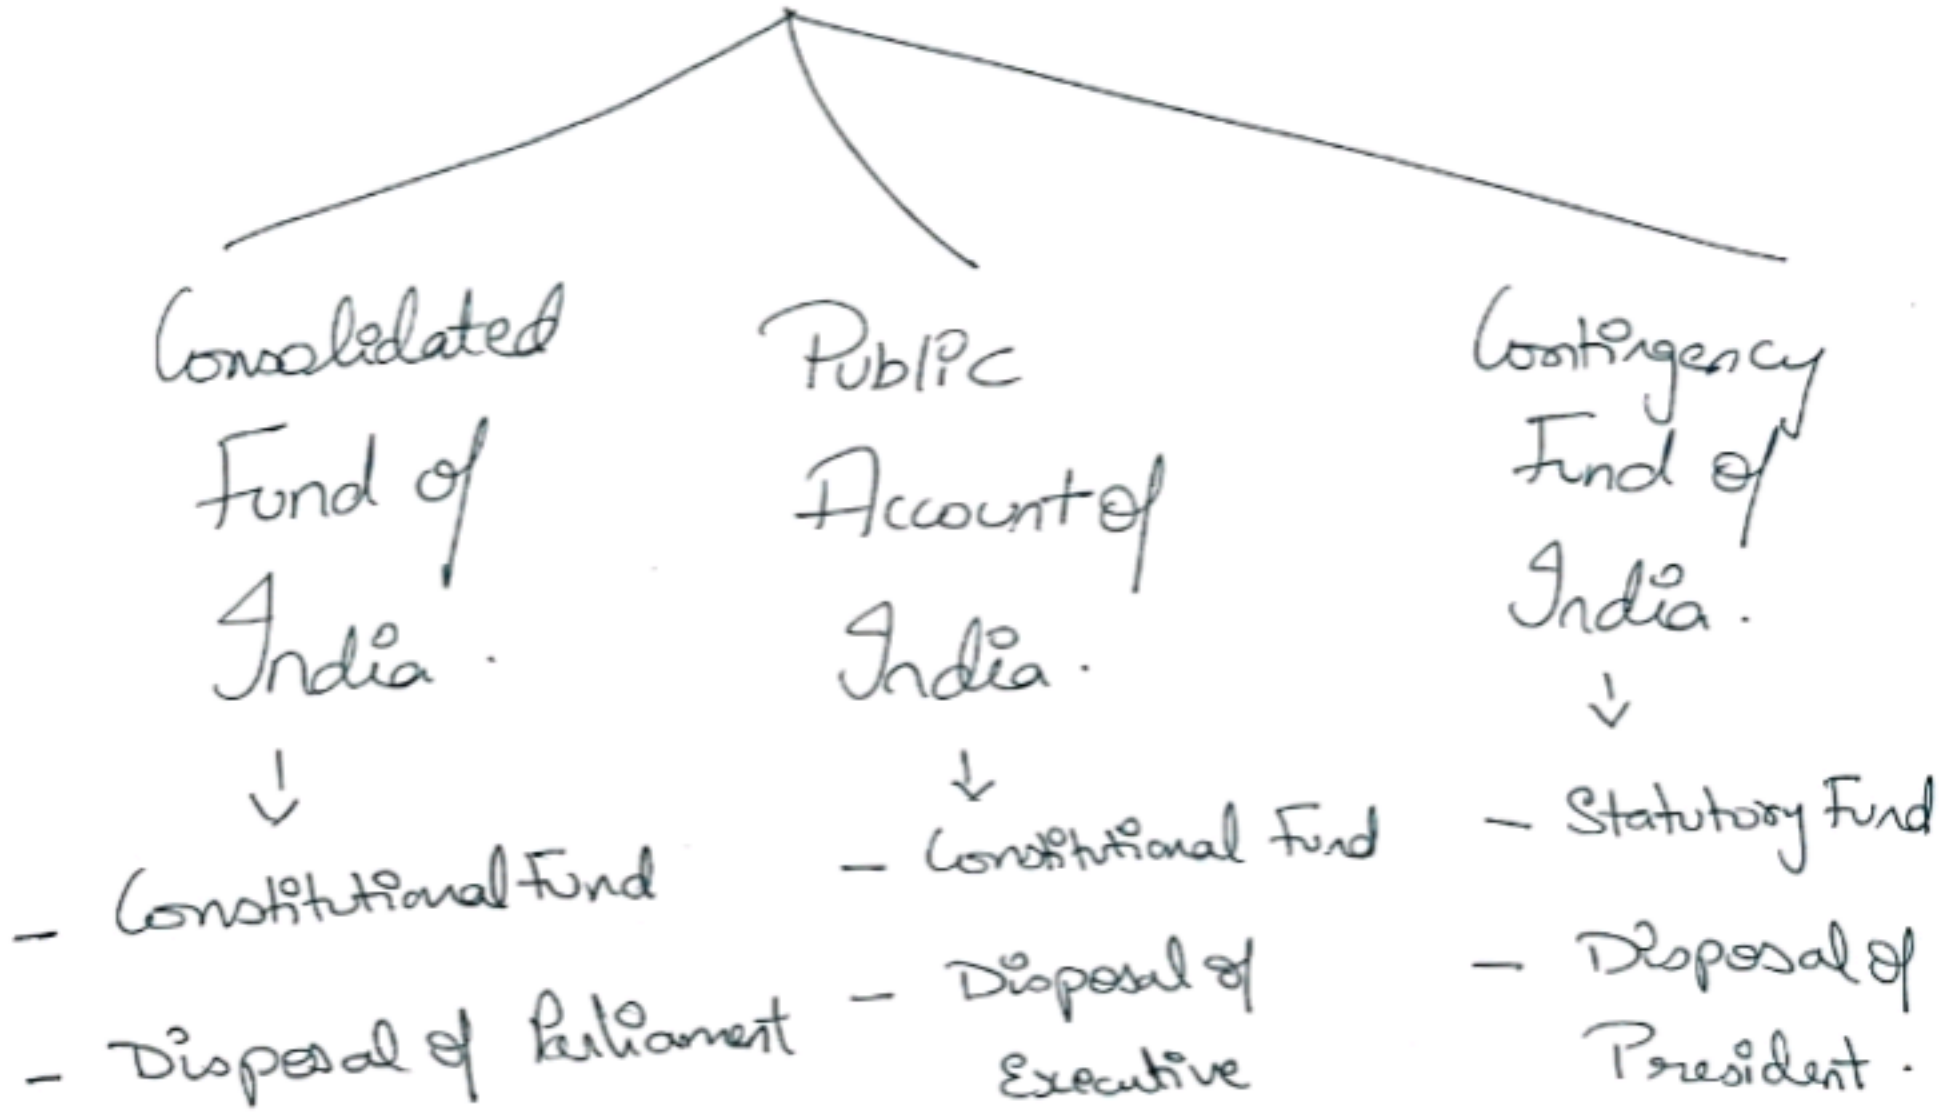 Consolidated
Fund of
India.
- Constitutional Fund
- Disposal of Parliament
Public
Account of
India.
- Constitutional Fund
- Disposal of
Executive
Contingency
Fund of
India.
- Statutory Fund
- Disposal of
President.